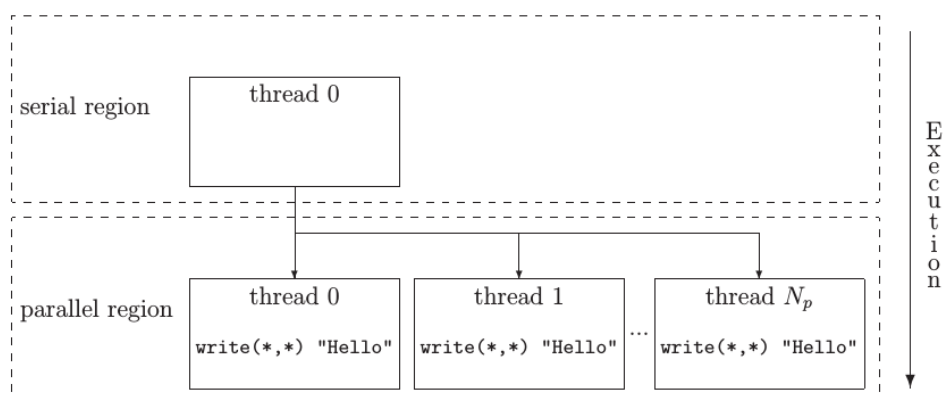 thread 0
serial region
Execution
thread 0
thread 1
thread Nₚ
parallel region
...
write(*,*) "Hello"
write(*,*) "Hello"
write(*,*) "Hello"